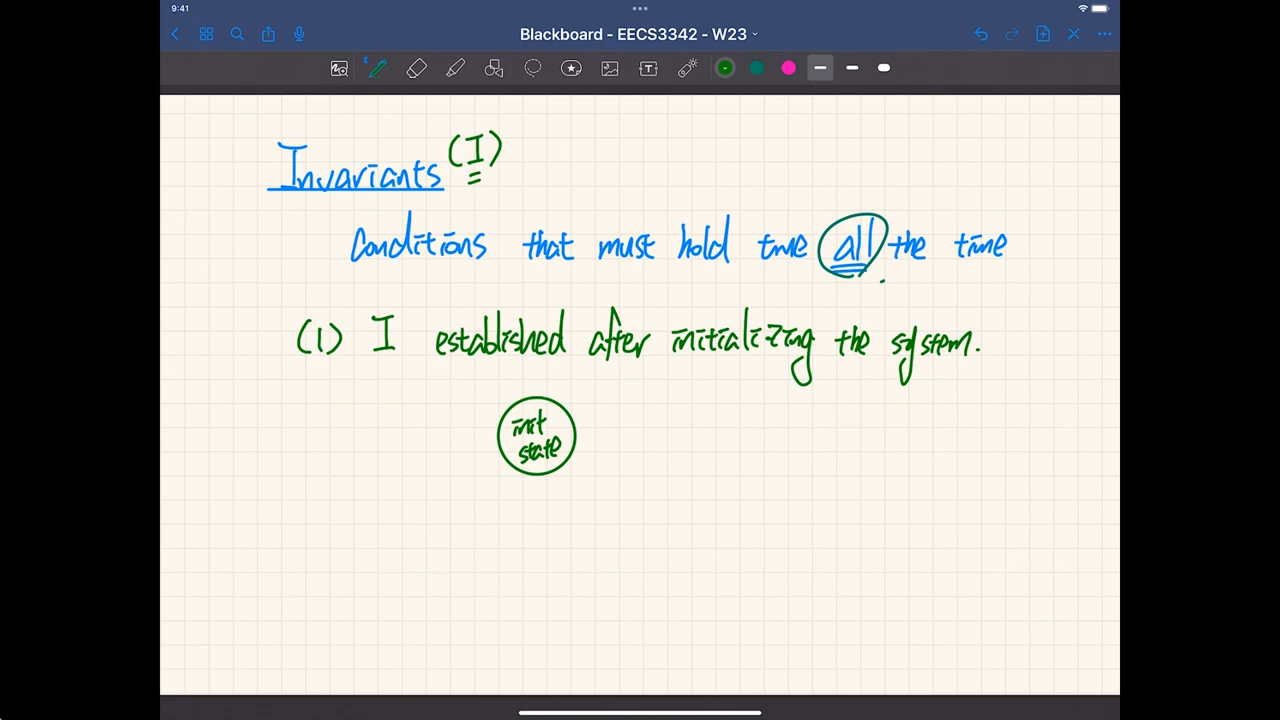 9:41
Blackboard - EECS3342 - W23
Invariants (I)
Conditions that must hold true all the time
(1) I established after initializing the system.
init
state